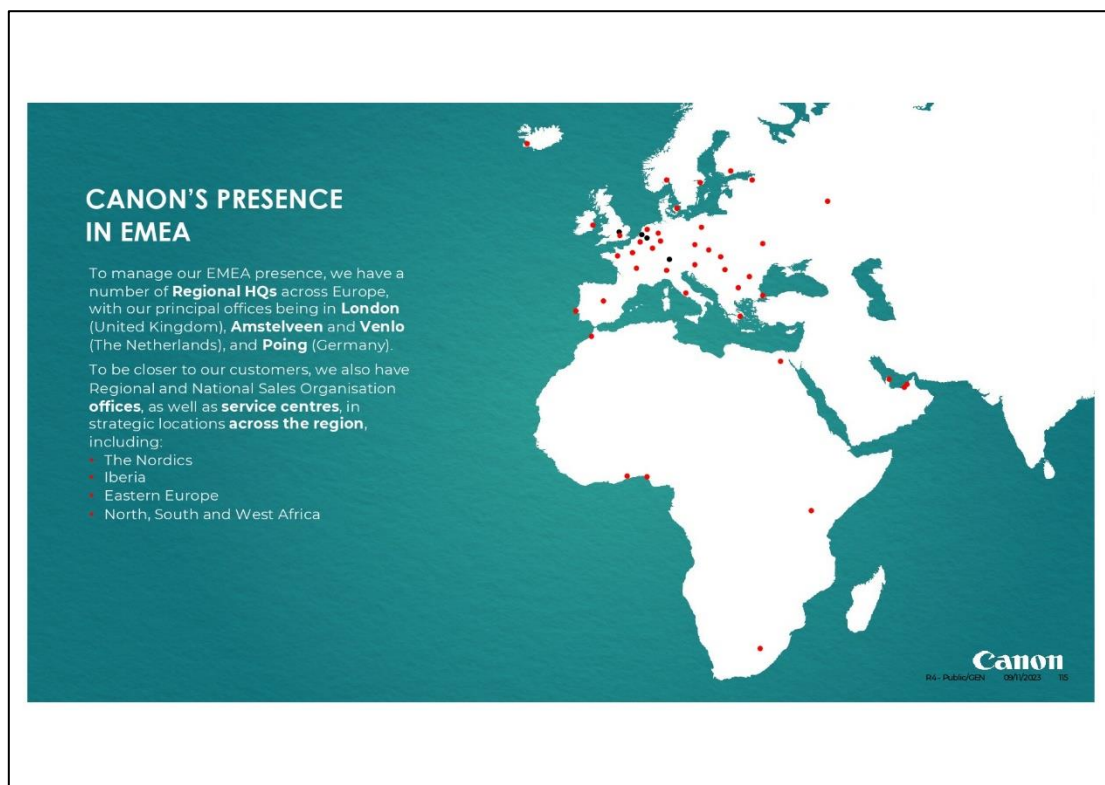 CANON'S PRESENCE
IN EMEA
To manage our EMEA presence, we have a
number of Regional HQs across Europe,
with our principal offices being in London
(United Kingdom), Amstelveen and Venlo
(The Netherlands), and Poing (Germany).
To be closer to our customers, we also have
Regional and National Sales Organisation
offices, as well as service centres, in
strategic locations across the region,
including:
• The Nordics
• Iberia
• Eastern Europe
• North, South and West Africa
Canon
R4 - Public/GEN 09/11/2023 115